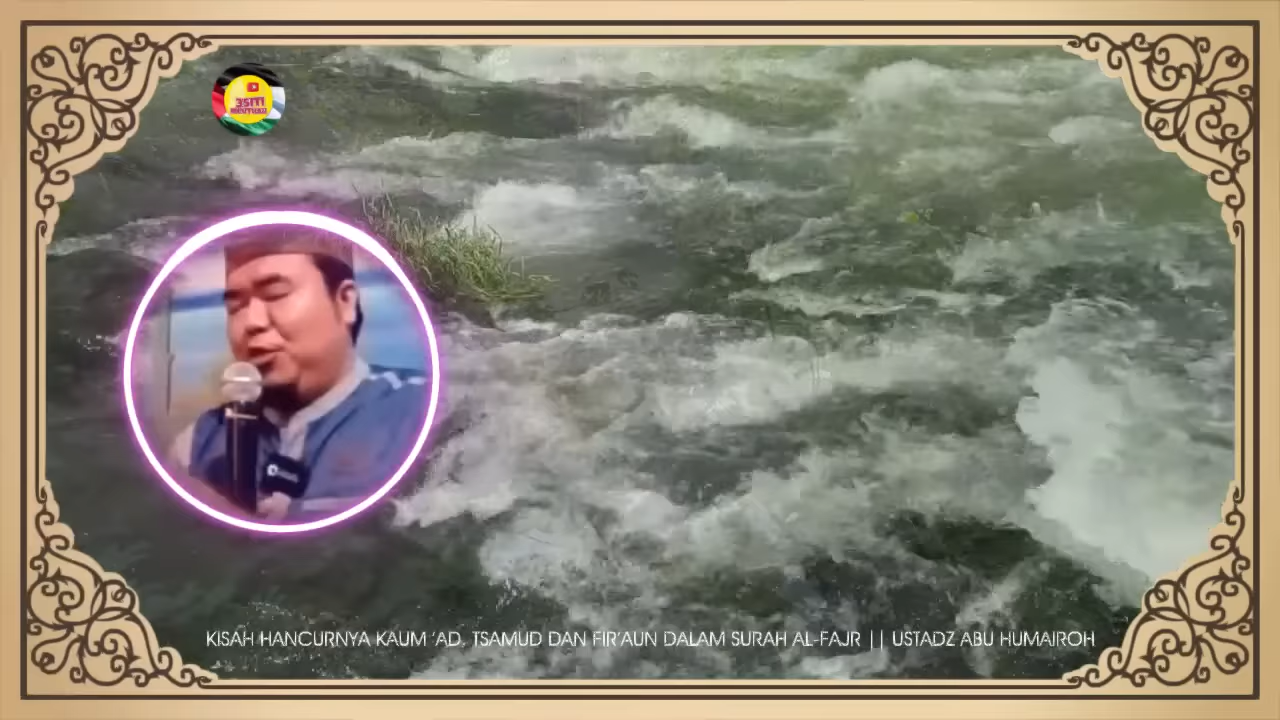 KISAH HANCURNYA KAUM 'AD, TSAMUD DAN FIR'AUN DALAM SURAH AL-FAJR || USTADZ ABU HUMAIROH